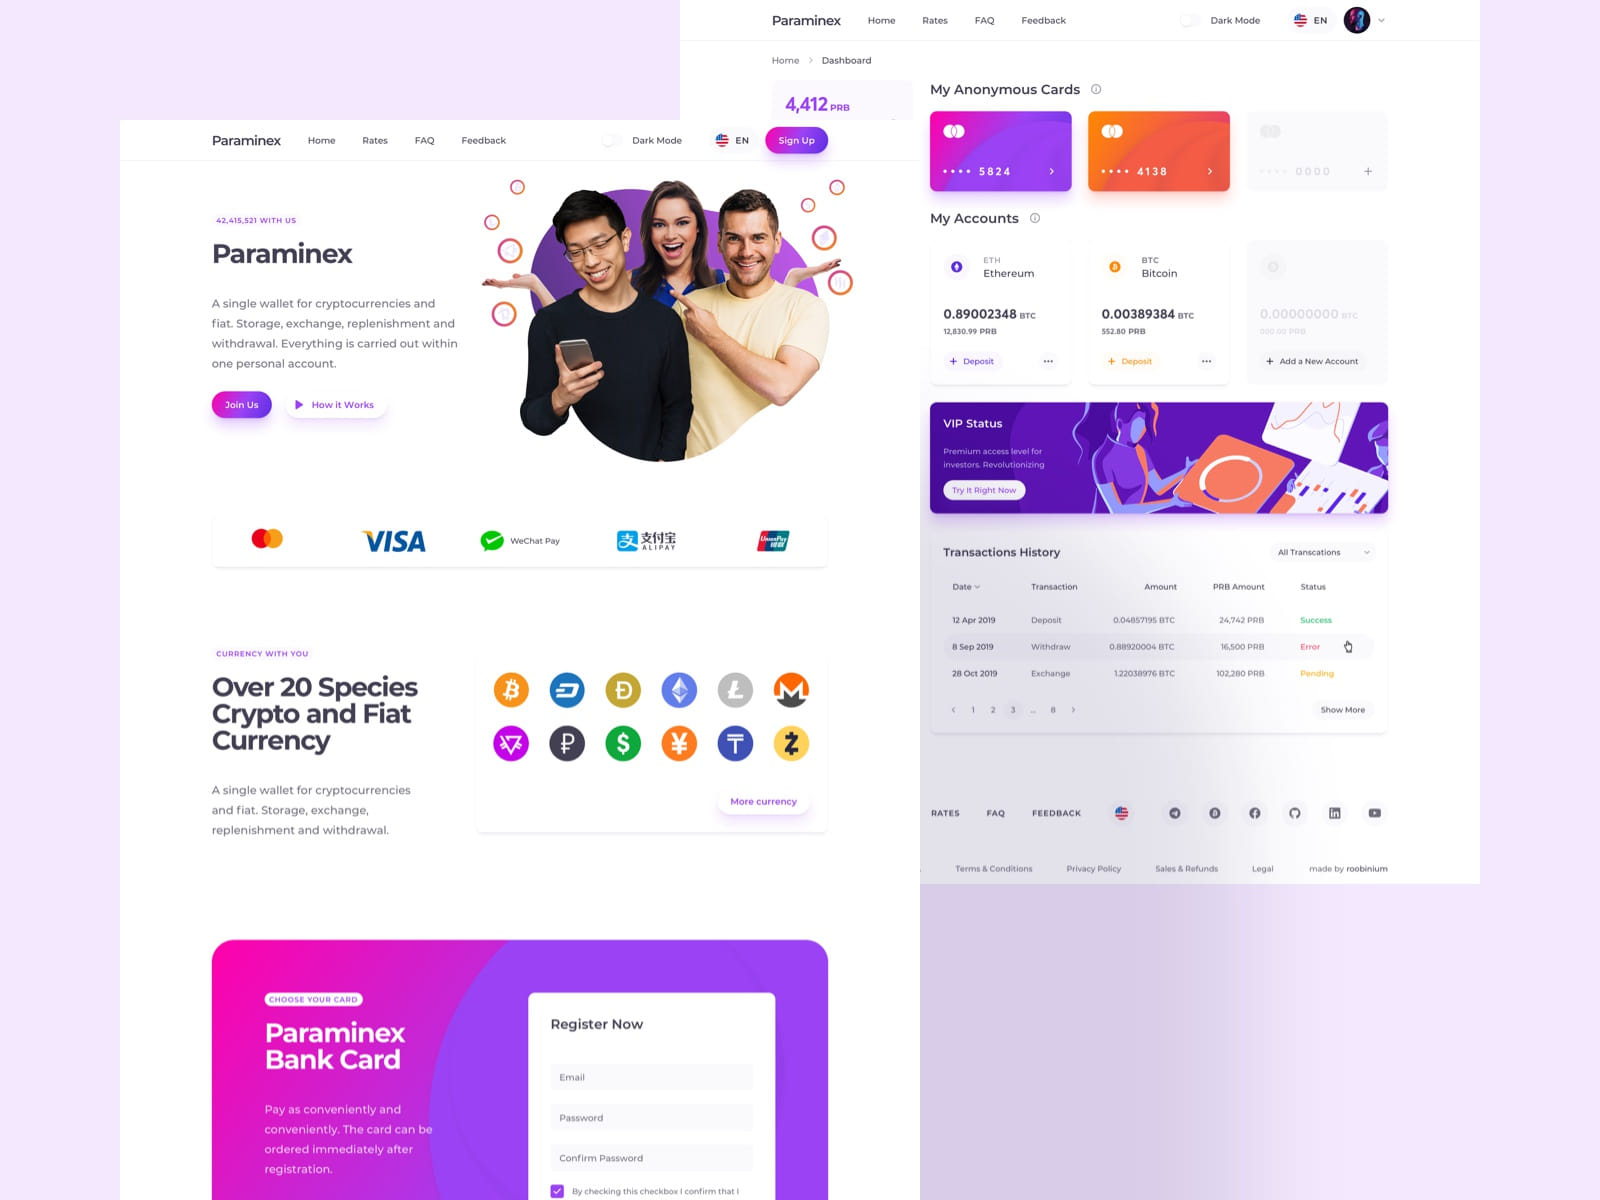 Paraminex Home Rates FAQ Feedback Dark Mode EN
Home > Dashboard
4,412 PRB
My Anonymous Cards
•••• 5824
•••• 4138
•••• 0000 +
My Accounts
ETH
Ethereum
0.89002348 BTC
12,830.99 PRB
+ Deposit •••
BTC
Bitcoin
0.00389384 BTC
552.80 PRB
+ Deposit •••
0.00000000 BTC
000.00 PRB
+ Add a New Account
VIP Status
Premium access level for
investors. Revolutionizing
Try It Right Now
Transactions History All Transcations
Date Transaction Amount PRB Amount Status
12 Apr 2019 Deposit 0.04857195 BTC 24,742 PRB Success
8 Sep 2019 Withdraw 0.88920004 BTC 16,500 PRB Error
28 Oct 2019 Exchange 1.22038976 BTC 102,280 PRB Pending
< 1 2 3 ... 8 > Show More
RATES FAQ FEEDBACK
Terms & Conditions Privacy Policy Sales & Refunds Legal made by roobinium
Paraminex Home Rates FAQ Feedback Dark Mode EN Sign Up
42,415,521 WITH US
Paraminex
A single wallet for cryptocurrencies and
fiat. Storage, exchange, replenishment and
withdrawal. Everything is carried out within
one personal account.
Join Us How it Works
VISA WeChat Pay 支 支付宝 ALIPAY UnionPay 银联
CURRENCY WITH YOU
Over 20 Species
Crypto and Fiat
Currency
A single wallet for cryptocurrencies
and fiat. Storage, exchange,
replenishment and withdrawal.
More currency
CHOOSE YOUR CARD
Paraminex
Bank Card
Pay as conveniently and
conveniently. The card can be
ordered immediately after
registration.
Register Now
Email
Password
Confirm Password
By checking this checkbox I confirm that I